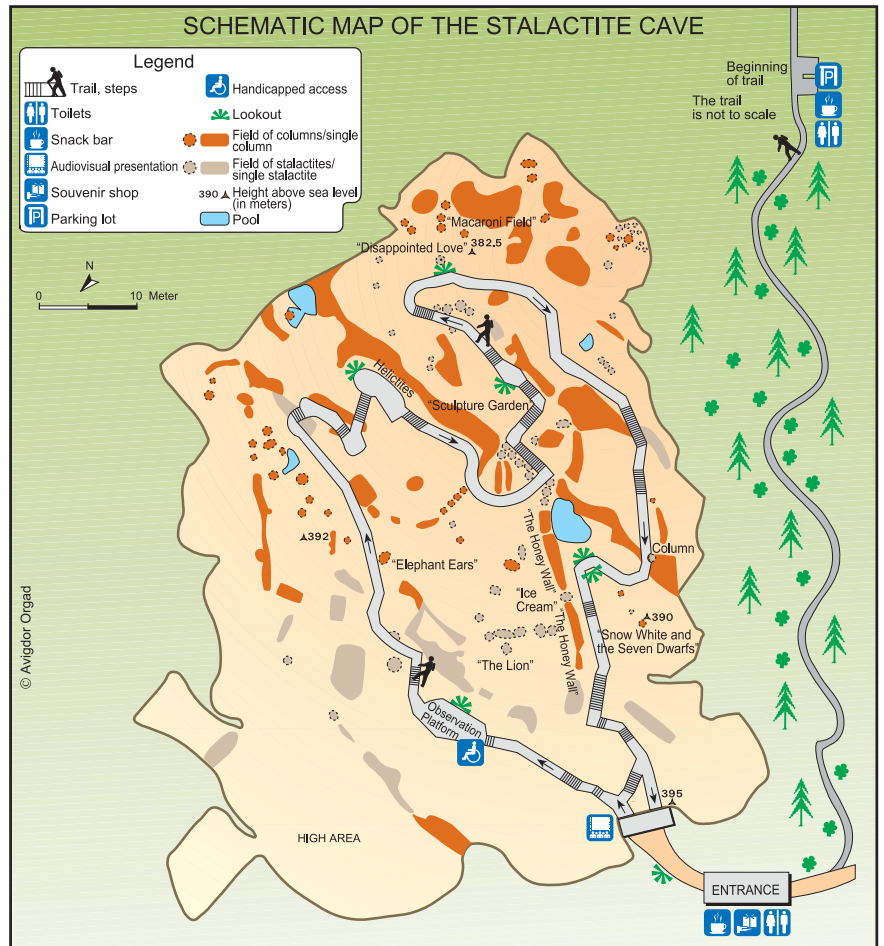 SCHEMATIC MAP OF THE STALACTITE CAVE
Legend
Trail, steps
Toilets
Snack bar
Audiovisual presentation
Souvenir shop
P
Parking lot
Handicapped access
Lookout
Field of columns/single
column
Field of stalactites/
single stalactite
390
Height above sea level
(in meters)
Pool
N
0 10 Meter
Beginning
of trail
P
The trail
is not to scale
"Macaroni Field"
"Disappointed Love"
382.5
Helictites
"Sculpture Garden"
392
"Elephant Ears"
"The Honey Wall"
Column
"Ice
Cream"
390
"Snow White and
the Seven Dwarfs"
"The Honey Wall"
"The Lion"
Observation
Platform
395
HIGH AREA
ENTRANCE
© Avigdor Orgad